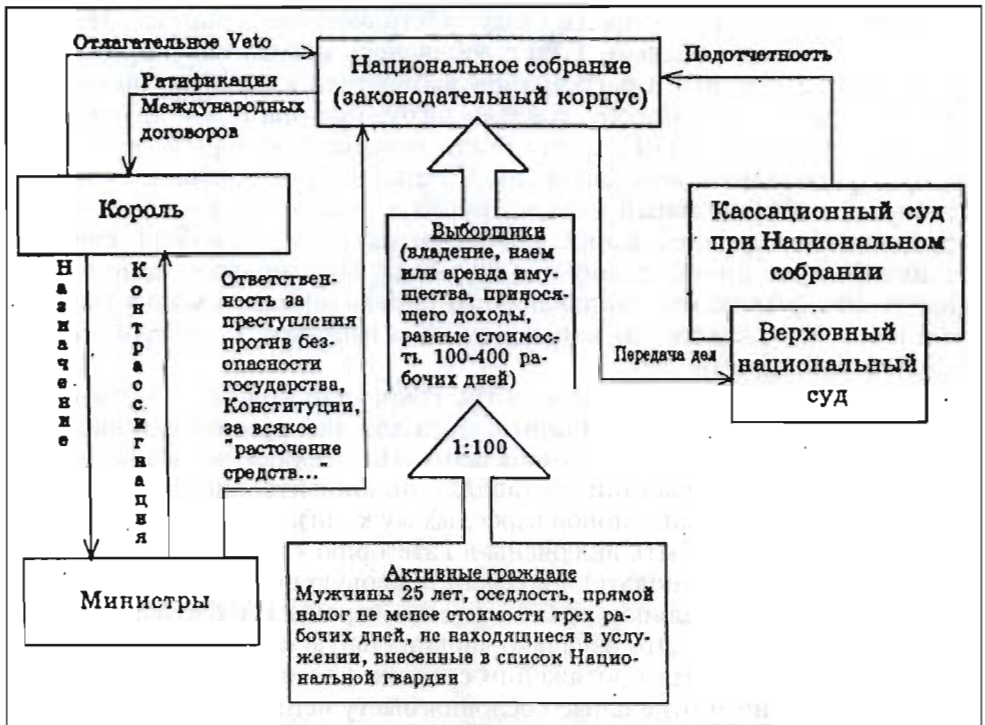 Отлагательное Veto
Ратификация
Международных
договоров
Национальное собрание
(законодательный корпус)
Подотчетность
Король
Назначение
Контрассигнация
Ответствен-
ность за
преступления
против без-
опасности
государства,
Конституции,
за всякое
"расточение
средств..."
Министры
Выборщики
(владение, наем
или аренда иму-
щества, принося-
щего доходы,
равные стоимос-
ть 100-400 ра-
бочих дней)
1:100
Активные граждане
Мужчины 25 лет, оседлость, прямой
налог не менее стоимости трех ра-
бочих дней, не находящиеся в услу-
жении, внесенные в список Нацио-
нальной гвардии
Передача дел
Кассационный суд
при Национальном
собрании
Верховный
национальный
суд